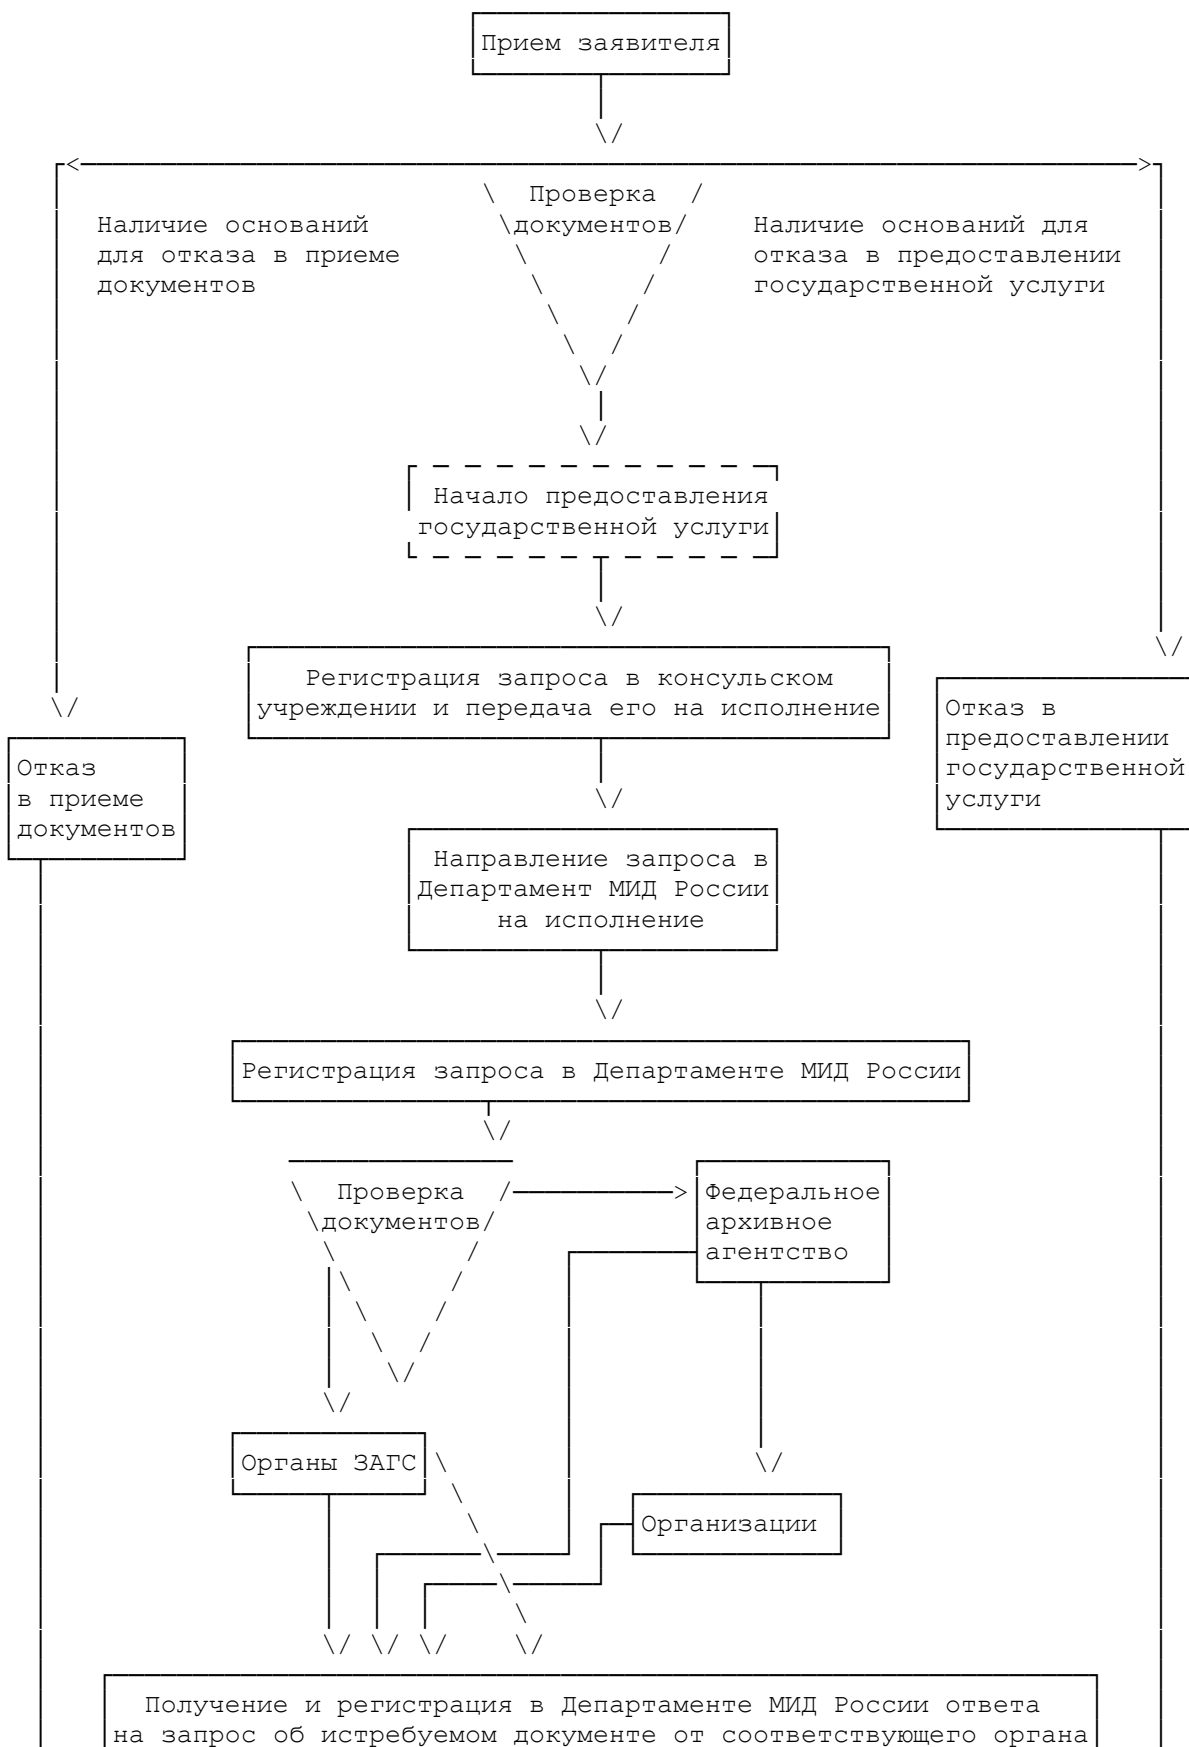 Прием заявителя
Проверка
документов
Наличие оснований
для отказа в приеме
документов
Наличие оснований для
отказа в предоставлении
государственной услуги
Начало предоставления
государственной услуги
Регистрация запроса в консульском
учреждении и передача его на исполнение
Отказ в
предоставлении
государственной
услуги
Отказ
в приеме
документов
Направление запроса в
Департамент МИД России
на исполнение
Регистрация запроса в Департаменте МИД России
Проверка
документов
Федеральное
архивное
агентство
Органы ЗАГС
Организации
Получение и регистрация в Департаменте МИД России ответа
на запрос об истребуемом документе от соответствующего органа